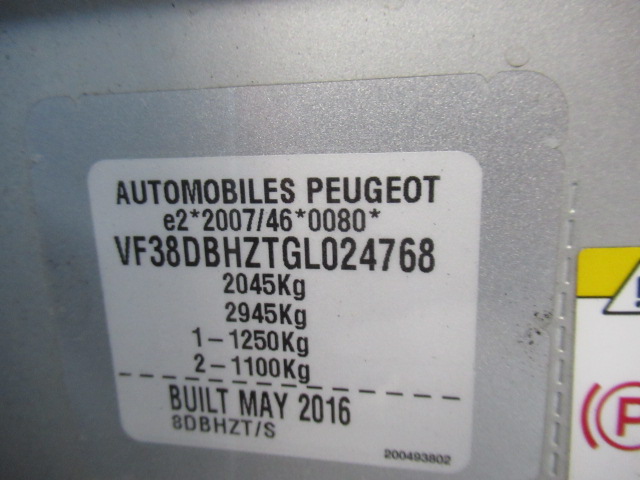 AUTOMOBILES PEUGEOT
e2*2007/46*0080*
VF38DBHZTGL024768
2045Kg
2945Kg
1-1250Kg
2-1100Kg
BUILT MAY 2016
8DBHZT/S
200493802
P